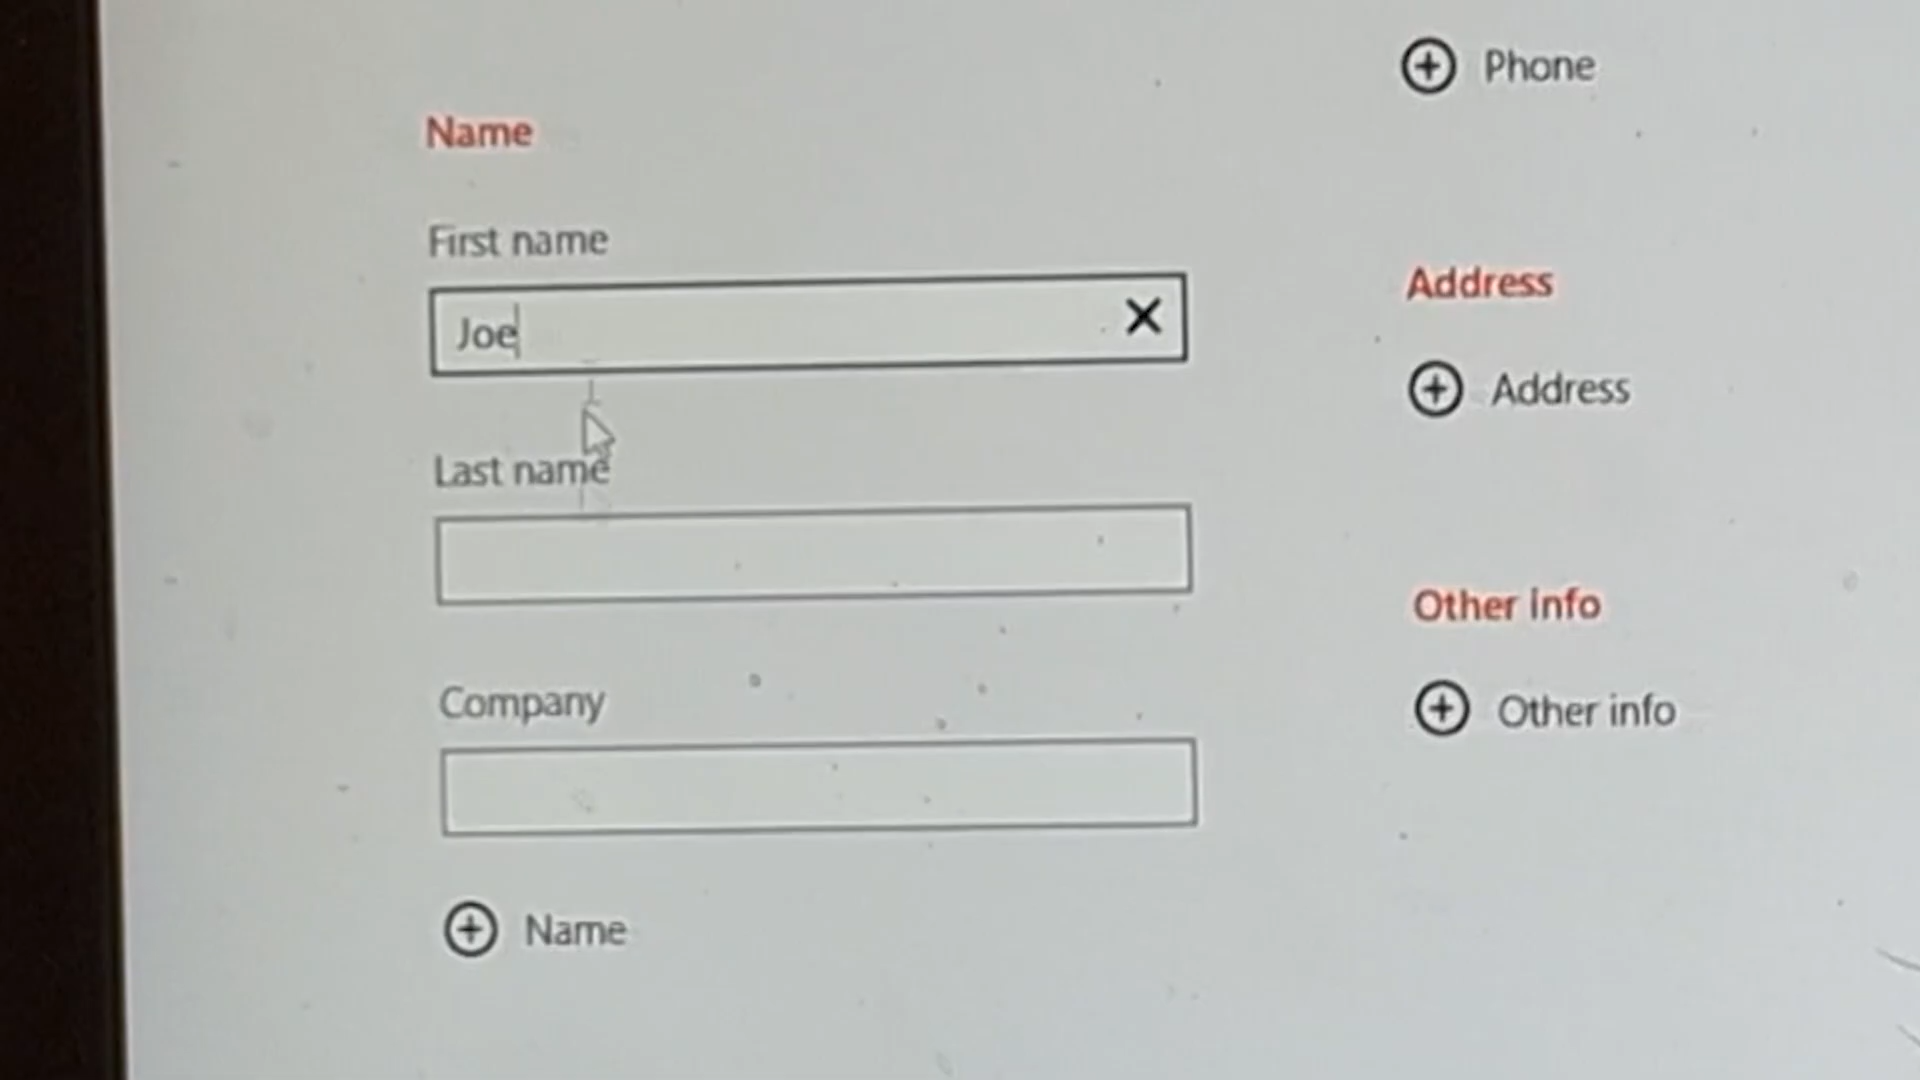 Name
First name
Joe
Last name
Company
Name
Phone
Address
Address
Other info
Other info